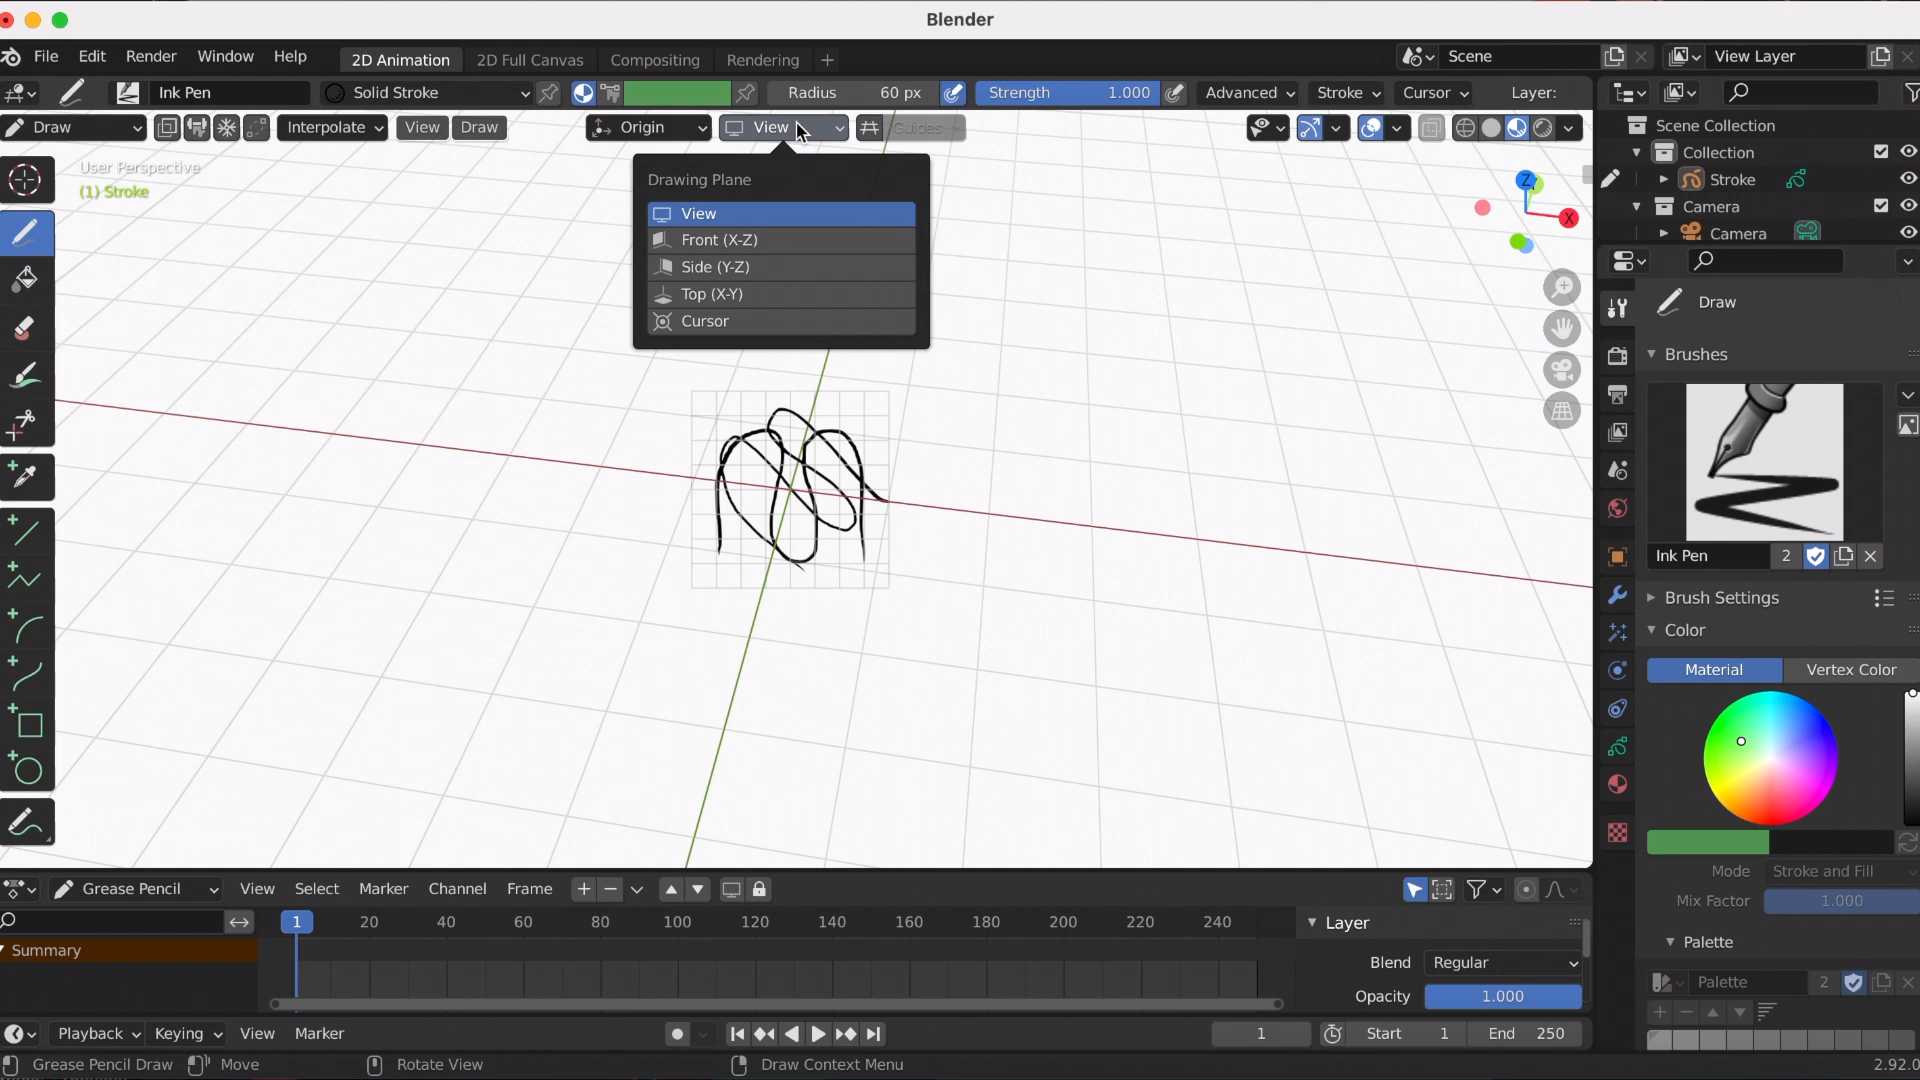 Blender
File Edit Render Window Help 2D Animation 2D Full Canvas Compositing Rendering + Scene View Layer
Ink Pen Solid Stroke Radius 60 px Strength 1.000 Advanced Stroke Cursor Layer:
Draw Interpolate View Draw Origin View Guides
User Perspective
(1) Stroke
Drawing Plane
View
Front (X-Z)
Side (Y-Z)
Top (X-Y)
Cursor
Z
X
Scene Collection
Collection
Stroke
Camera
Camera
Draw
Brushes
Ink Pen 2
Brush Settings
Color
Material Vertex Color
Mode Stroke and Fill
Mix Factor 1.000
Palette
Palette 2
Grease Pencil View Select Marker Channel Frame
1 20 40 60 80 100 120 140 160 180 200 220 240
Summary
Layer
Blend Regular
Opacity 1.000
Playback Keying View Marker 1 Start 1 End 250
Grease Pencil Draw Move Rotate View Draw Context Menu 2.92.0